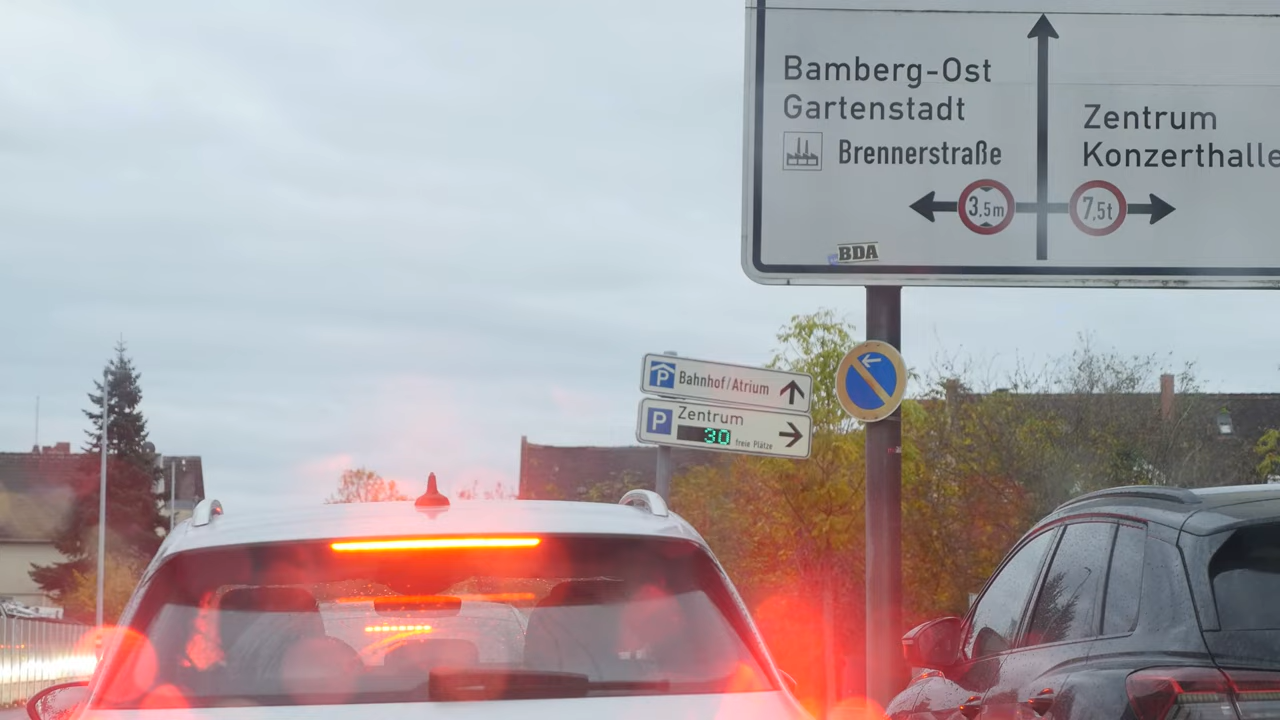 Bamberg-Ost
Gartenstadt
Brennerstraße
Zentrum
Konzerthalle
3,5m
7,5t
BDA
P Bahnhof/Atrium
P Zentrum
30 freie Plätze